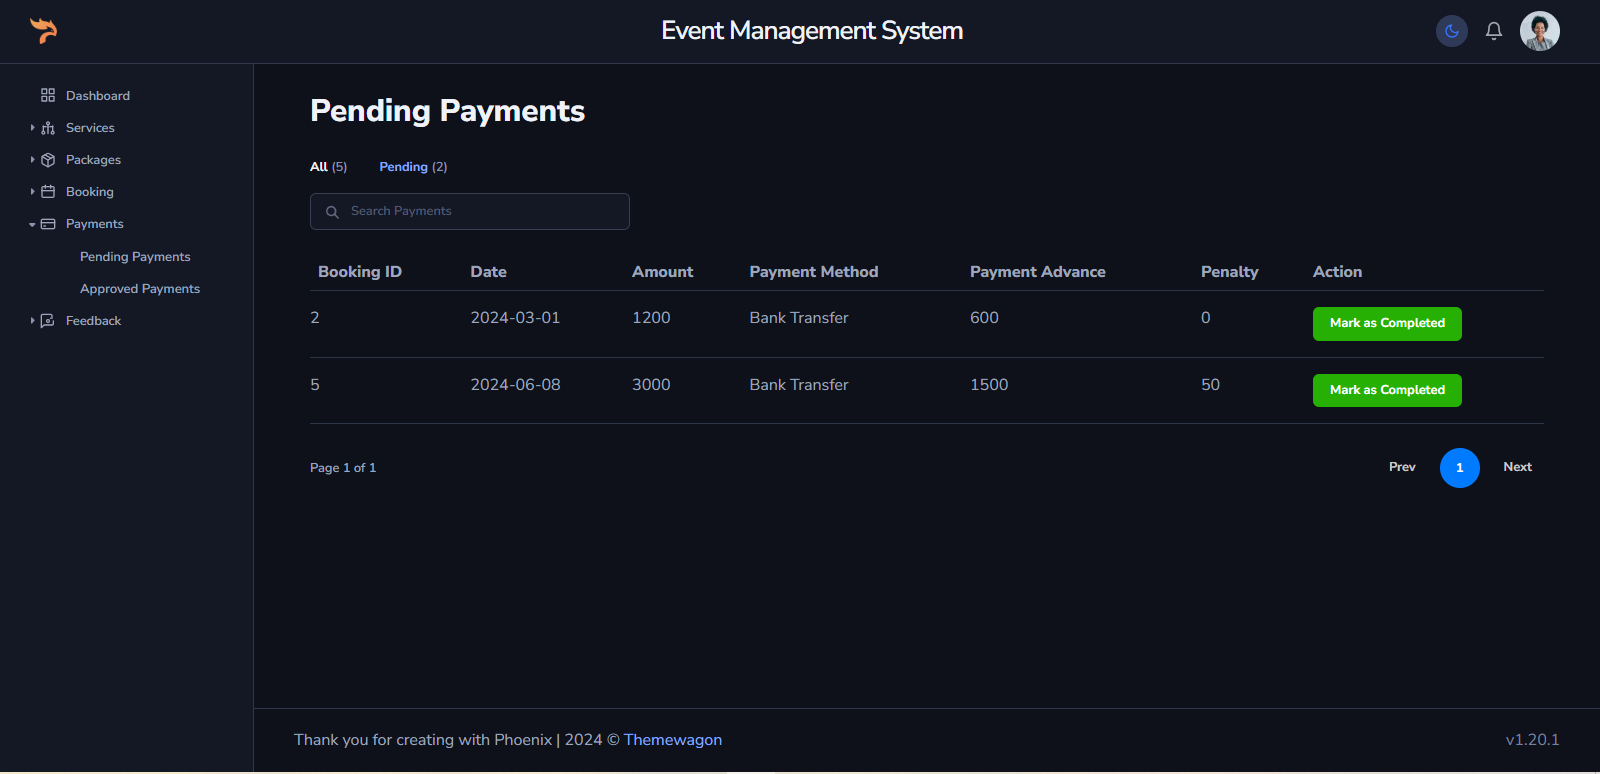 Event Management System
Dashboard
Services
Packages
Booking
Payments
Pending Payments
Approved Payments
Feedback
Pending Payments
All (5) Pending (2)
Search Payments
Booking ID Date Amount Payment Method Payment Advance Penalty Action
2 2024-03-01 1200 Bank Transfer 600 0 Mark as Completed
5 2024-06-08 3000 Bank Transfer 1500 50 Mark as Completed
Page 1 of 1 Prev 1 Next
Thank you for creating with Phoenix | 2024 © Themewagon v1.20.1